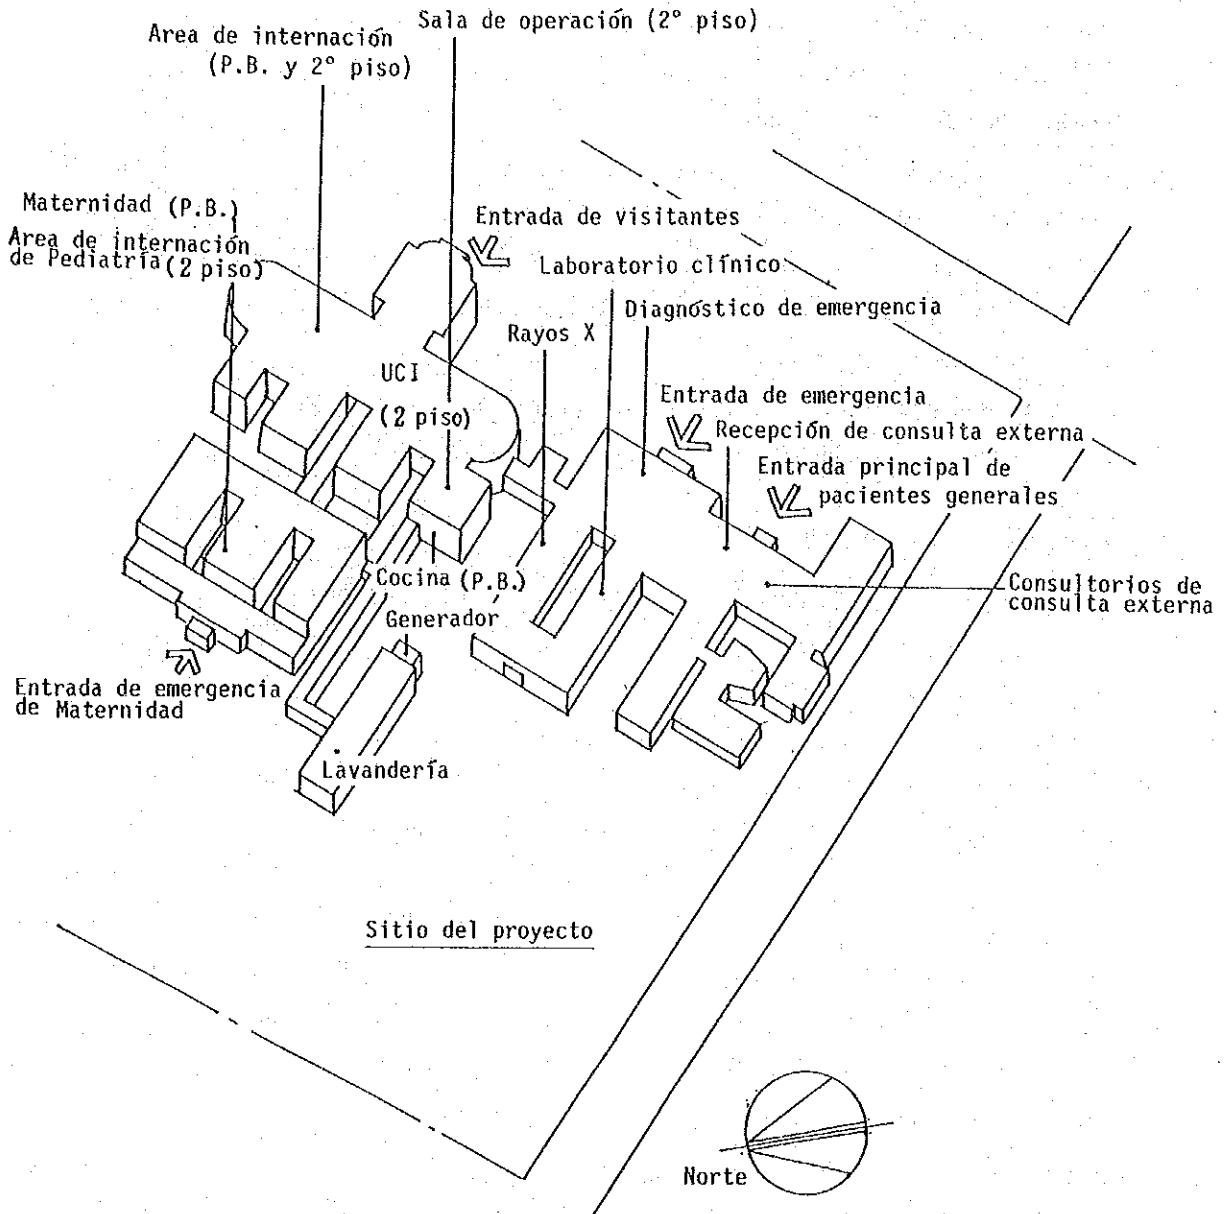 Sala de operación (2° piso)
Area de internación
(P.B. y 2° piso)
Maternidad (P.B.)
Area de internación
de Pediatría (2 piso)
Entrada de visitantes
Laboratorio clínico
Diagnóstico de emergencia
Rayos X
UCI
(2 piso)
Entrada de emergencia
Recepción de consulta externa
Entrada principal de
pacientes generales
Cocina (P.B.)
Generador
Consultorios de
consulta externa
Entrada de emergencia
de Maternidad
Lavandería
Sitio del proyecto
Norte